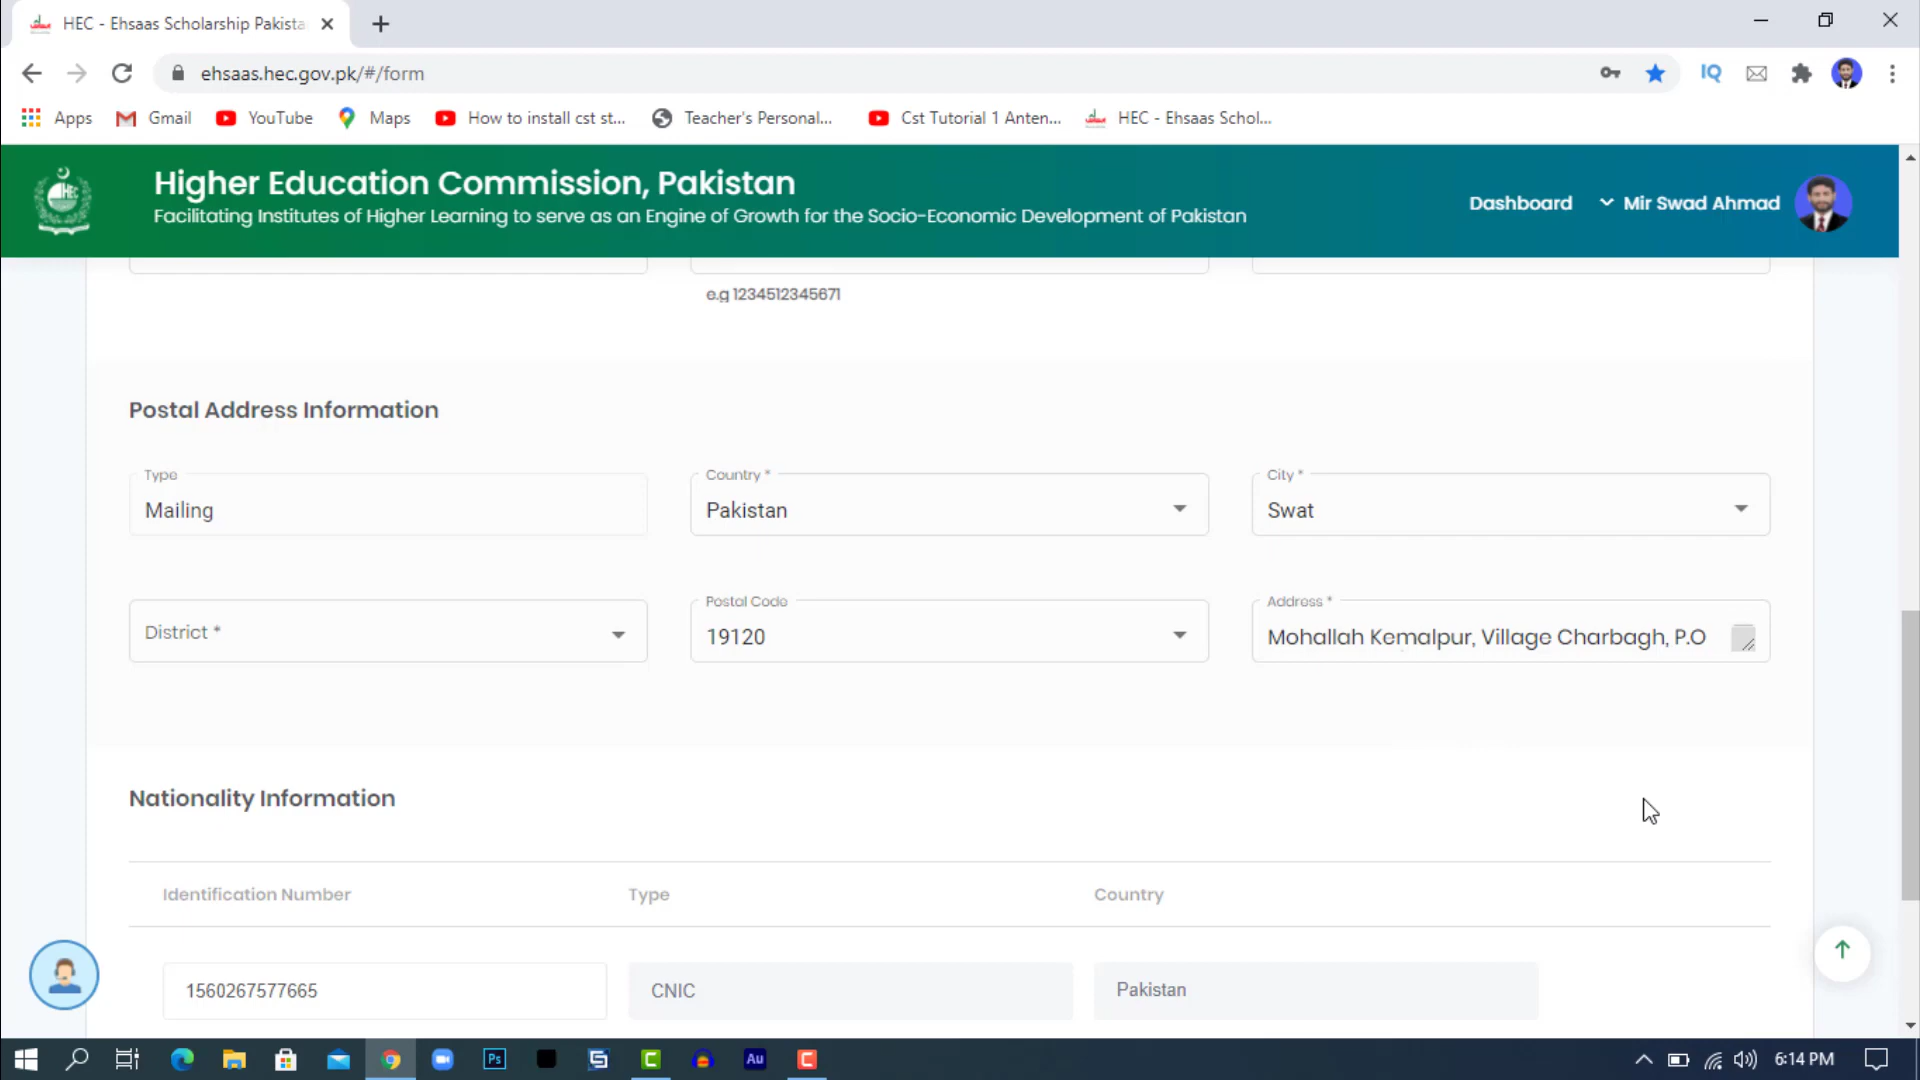 HEC - Ehsaas Scholarship Pakista
ehsaas.hec.gov.pk/#/form
IQ
Apps
Gmail
YouTube
Maps
How to install cst st...
Teacher's Personal...
Cst Tutorial 1 Anten...
HEC - Ehsaas Schol...
HEC
Higher Education Commission, Pakistan
Facilitating Institutes of Higher Learning to serve as an Engine of Growth for the Socio-Economic Development of Pakistan
Dashboard
Mir Swad Ahmad
e.g 1234512345671
Postal Address Information
Type
Mailing
Country *
Pakistan
City *
Swat
District *
Postal Code
19120
Address *
Mohallah Kemalpur, Village Charbagh, P.O
Nationality Information
Identification Number
Type
Country
1560267577665
CNIC
Pakistan
Ps
Au
6:14 PM